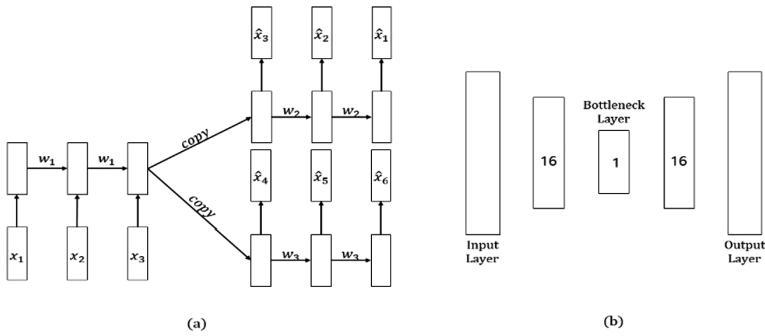 x̂₃ x̂₂ x̂₁
w₂ w₂
copy
w₁ w₁
x̂₄ x̂₅ x̂₆
copy
x₁ x₂ x₃
w₃ w₃
(a)
Bottleneck
Layer
16 1 16
Input
Layer
Output
Layer
(b)